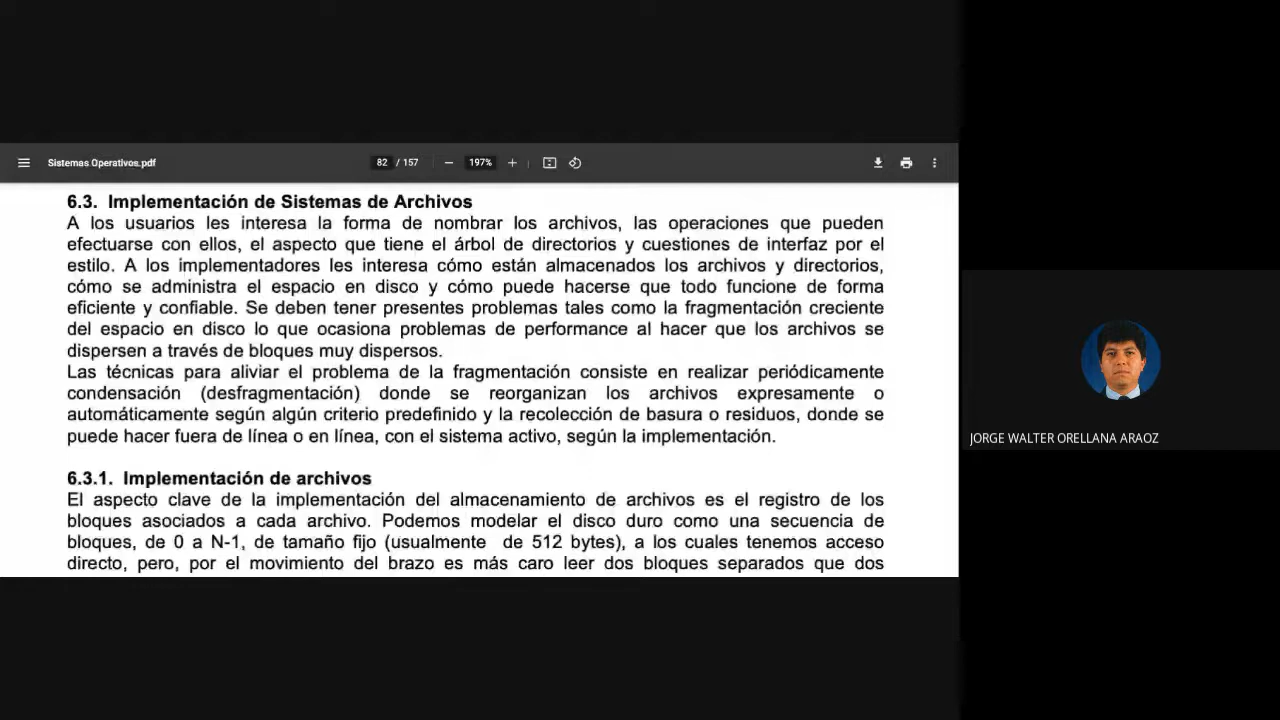 Sistemas Operativos.pdf
82 / 157
197%
6.3. Implementación de Sistemas de Archivos
A los usuarios les interesa la forma de nombrar los archivos, las operaciones que pueden
efectuarse con ellos, el aspecto que tiene el árbol de directorios y cuestiones de interfaz por el
estilo. A los implementadores les interesa cómo están almacenados los archivos y directorios,
cómo se administra el espacio en disco y cómo puede hacerse que todo funcione de forma
eficiente y confiable. Se deben tener presentes problemas tales como la fragmentación creciente
del espacio en disco lo que ocasiona problemas de performance al hacer que los archivos se
dispersen a través de bloques muy dispersos.
Las técnicas para aliviar el problema de la fragmentación consiste en realizar periódicamente
condensación (desfragmentación) donde se reorganizan los archivos expresamente o
automáticamente según algún criterio predefinido y la recolección de basura o residuos, donde se
puede hacer fuera de línea o en línea, con el sistema activo, según la implementación.
6.3.1. Implementación de archivos
El aspecto clave de la implementación del almacenamiento de archivos es el registro de los
bloques asociados a cada archivo. Podemos modelar el disco duro como una secuencia de
bloques, de 0 a N-1, de tamaño fijo (usualmente de 512 bytes), a los cuales tenemos acceso
directo, pero, por el movimiento del brazo es más caro leer dos bloques separados que dos
JORGE WALTER ORELLANA ARAOZ